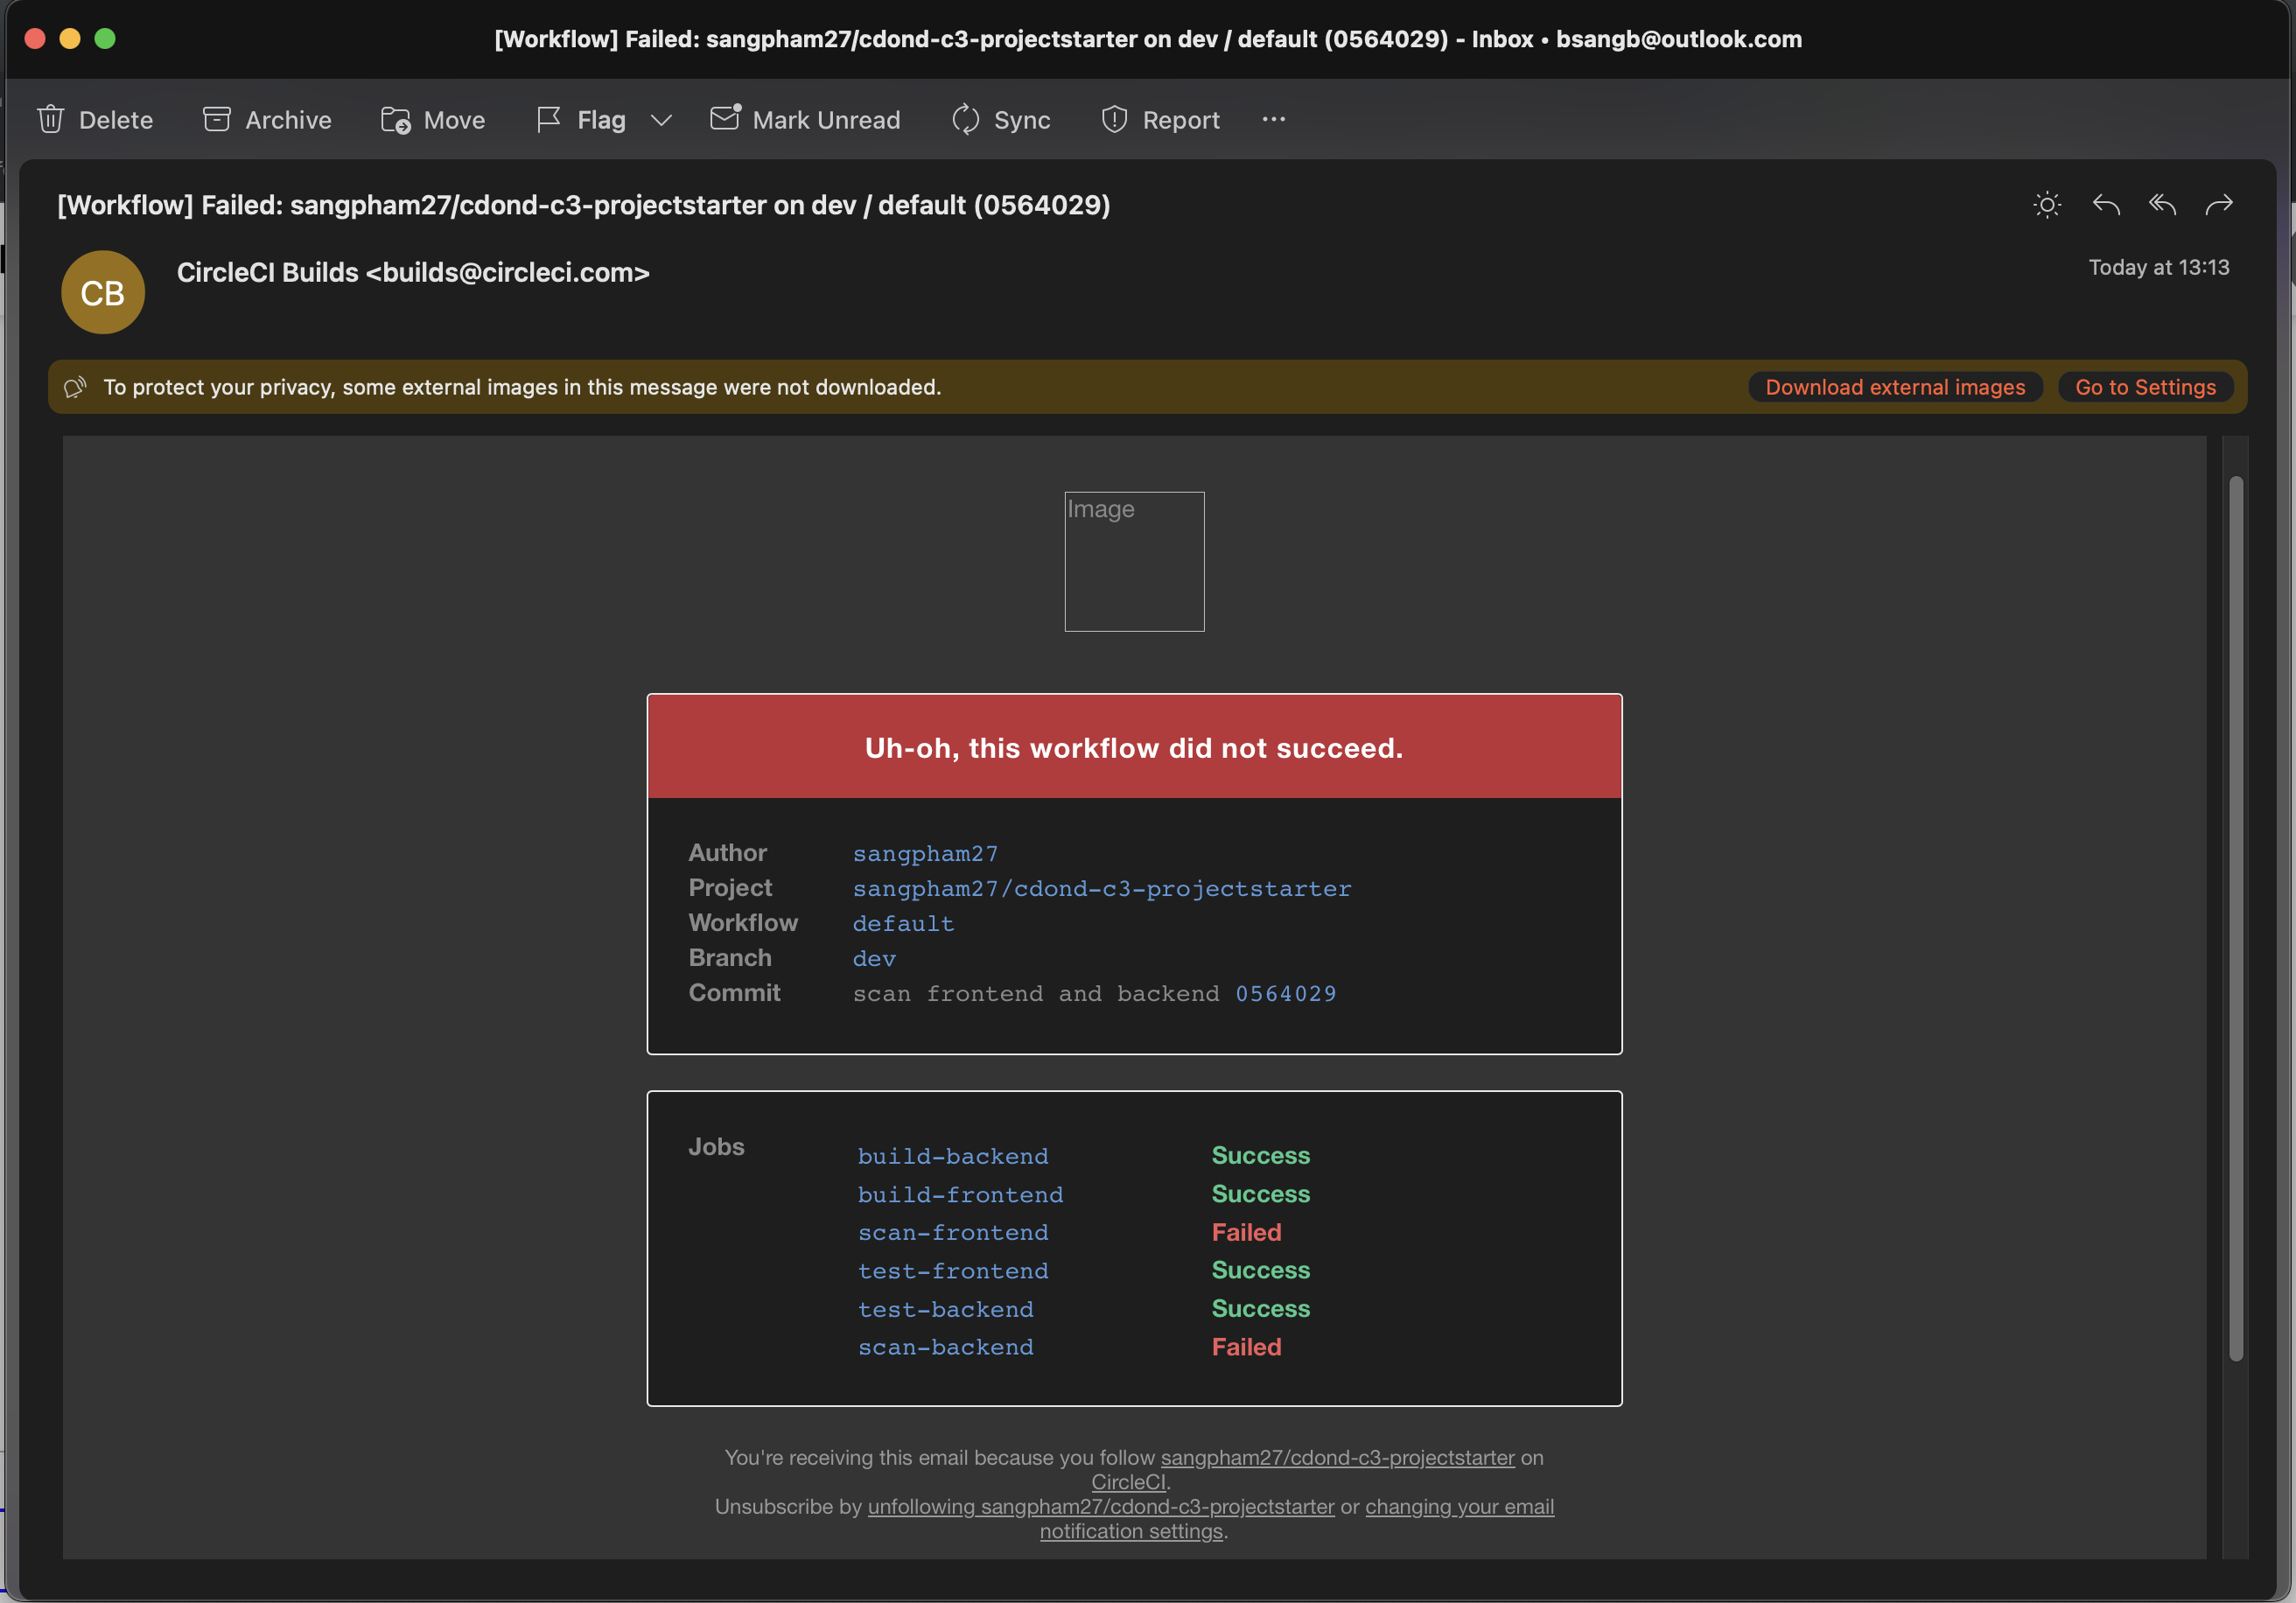 [Workflow] Failed: sangpham27/cdond-c3-projectstarter on dev / default (0564029) - Inbox • bsangb@outlook.com
Delete Archive Move Flag Mark Unread Sync Report ...
[Workflow] Failed: sangpham27/cdond-c3-projectstarter on dev / default (0564029)
CB
CircleCI Builds <builds@circleci.com>
Today at 13:13
To protect your privacy, some external images in this message were not downloaded. Download external images Go to Settings
Image
Uh-oh, this workflow did not succeed.
Author sangpham27
Project sangpham27/cdond-c3-projectstarter
Workflow default
Branch dev
Commit scan frontend and backend 0564029
Jobs
build-backend Success
build-frontend Success
scan-frontend Failed
test-frontend Success
test-backend Success
scan-backend Failed
You're receiving this email because you follow sangpham27/cdond-c3-projectstarter on
CircleCI.
Unsubscribe by unfollowing sangpham27/cdond-c3-projectstarter or changing your email
notification settings.